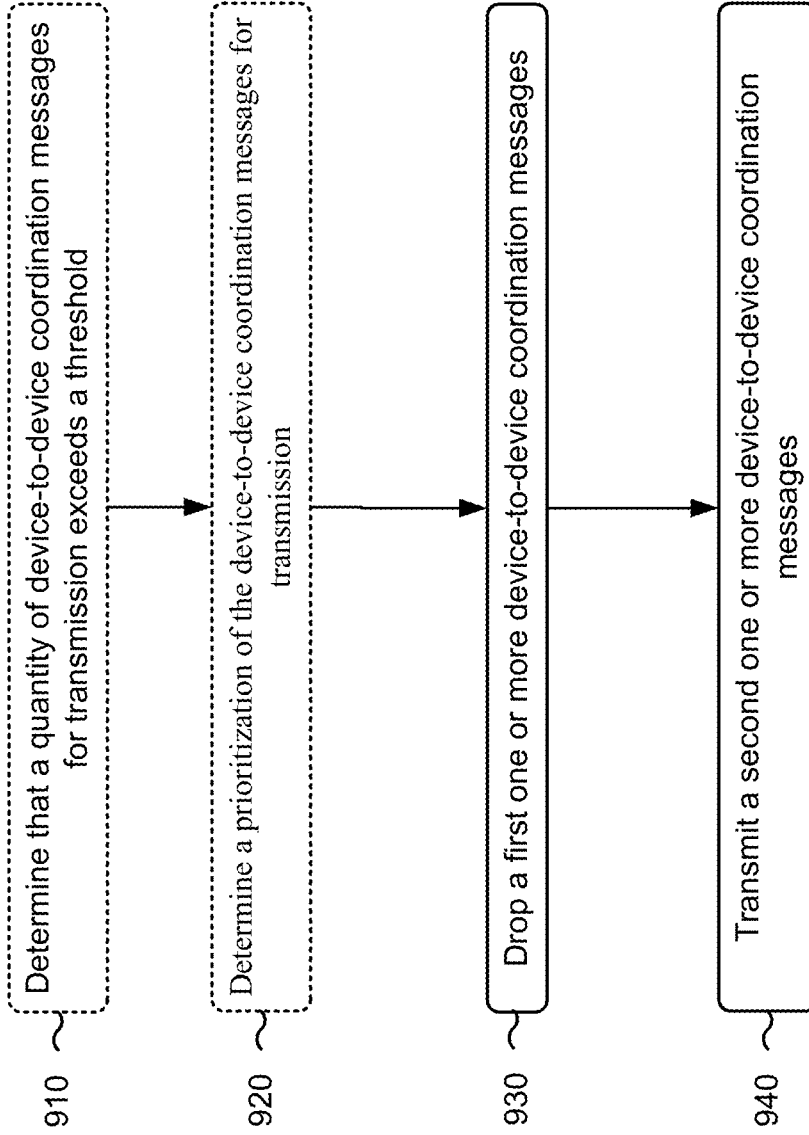 910
Determine that a quantity of device-to-device coordination messages
for transmission exceeds a threshold
920
Determine a prioritization of the device-to-device coordination messages for
transmission
930
Drop a first one or more device-to-device coordination messages
940
Transmit a second one or more device-to-device coordination
messages